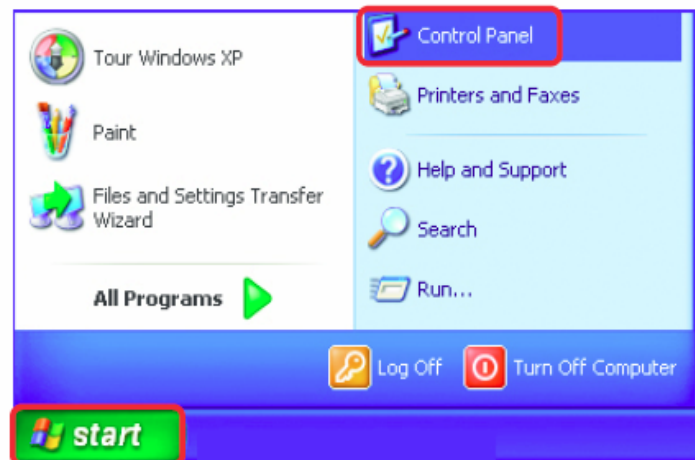 Tour Windows XP
Paint
Files and Settings Transfer
Wizard
All Programs
Control Panel
Printers and Faxes
Help and Support
Search
Run...
Log Off
Turn Off Computer
start